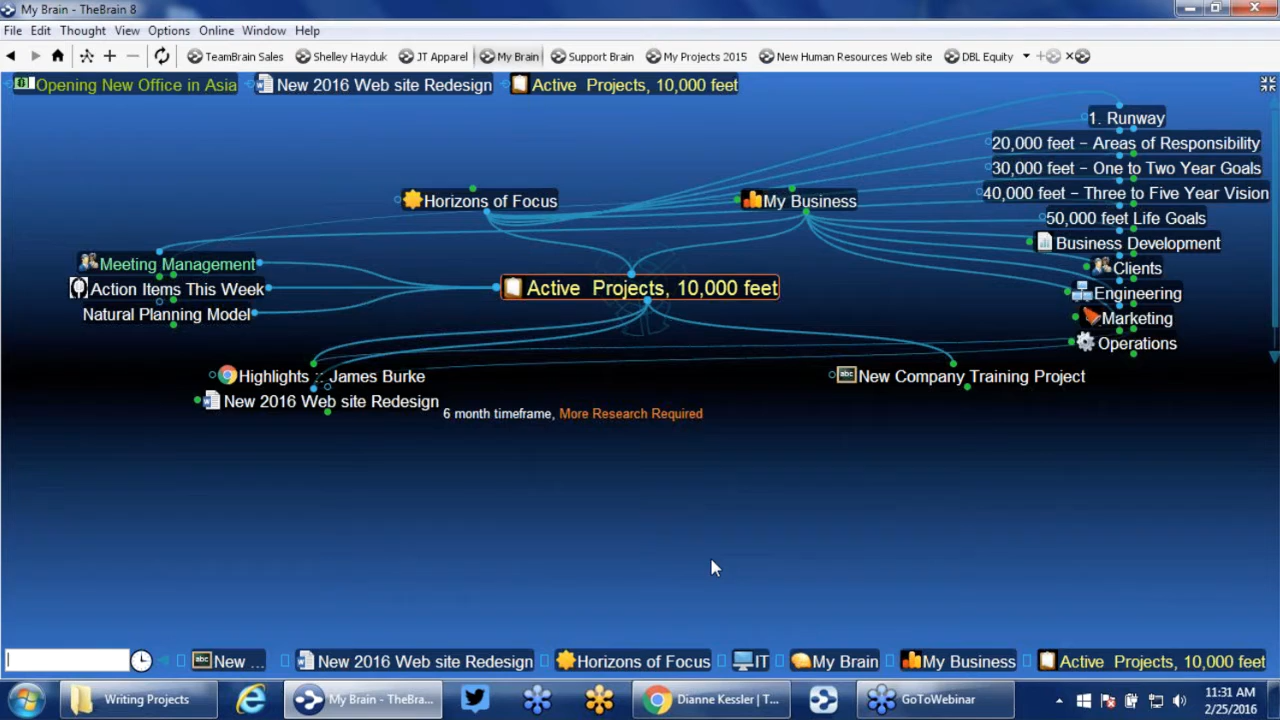 My Brain - TheBrain 8
File Edit Thought View Options Online Window Help
TeamBrain Sales Shelley Hayduk JT Apparel My Brain Support Brain My Projects 2015 New Human Resources Web site DBL Equity
Opening New Office in Asia New 2016 Web site Redesign Active Projects, 10,000 feet
1. Runway
20,000 feet - Areas of Responsibility
30,000 feet - One to Two Year Goals
40,000 feet - Three to Five Year Vision
Horizons of Focus My Business
50,000 feet Life Goals
Business Development
Meeting Management Clients
Action Items This Week Active Projects, 10,000 feet Engineering
Natural Planning Model Marketing
Operations
Highlights :: James Burke abc New Company Training Project
New 2016 Web site Redesign
6 month timeframe, More Research Required
abc New ... New 2016 Web site Redesign Horizons of Focus IT My Brain My Business Active Projects, 10,000 feet
Writing Projects My Brain - TheBra... Dianne Kessler | T... GoToWebinar 11:31 AM
2/25/2016